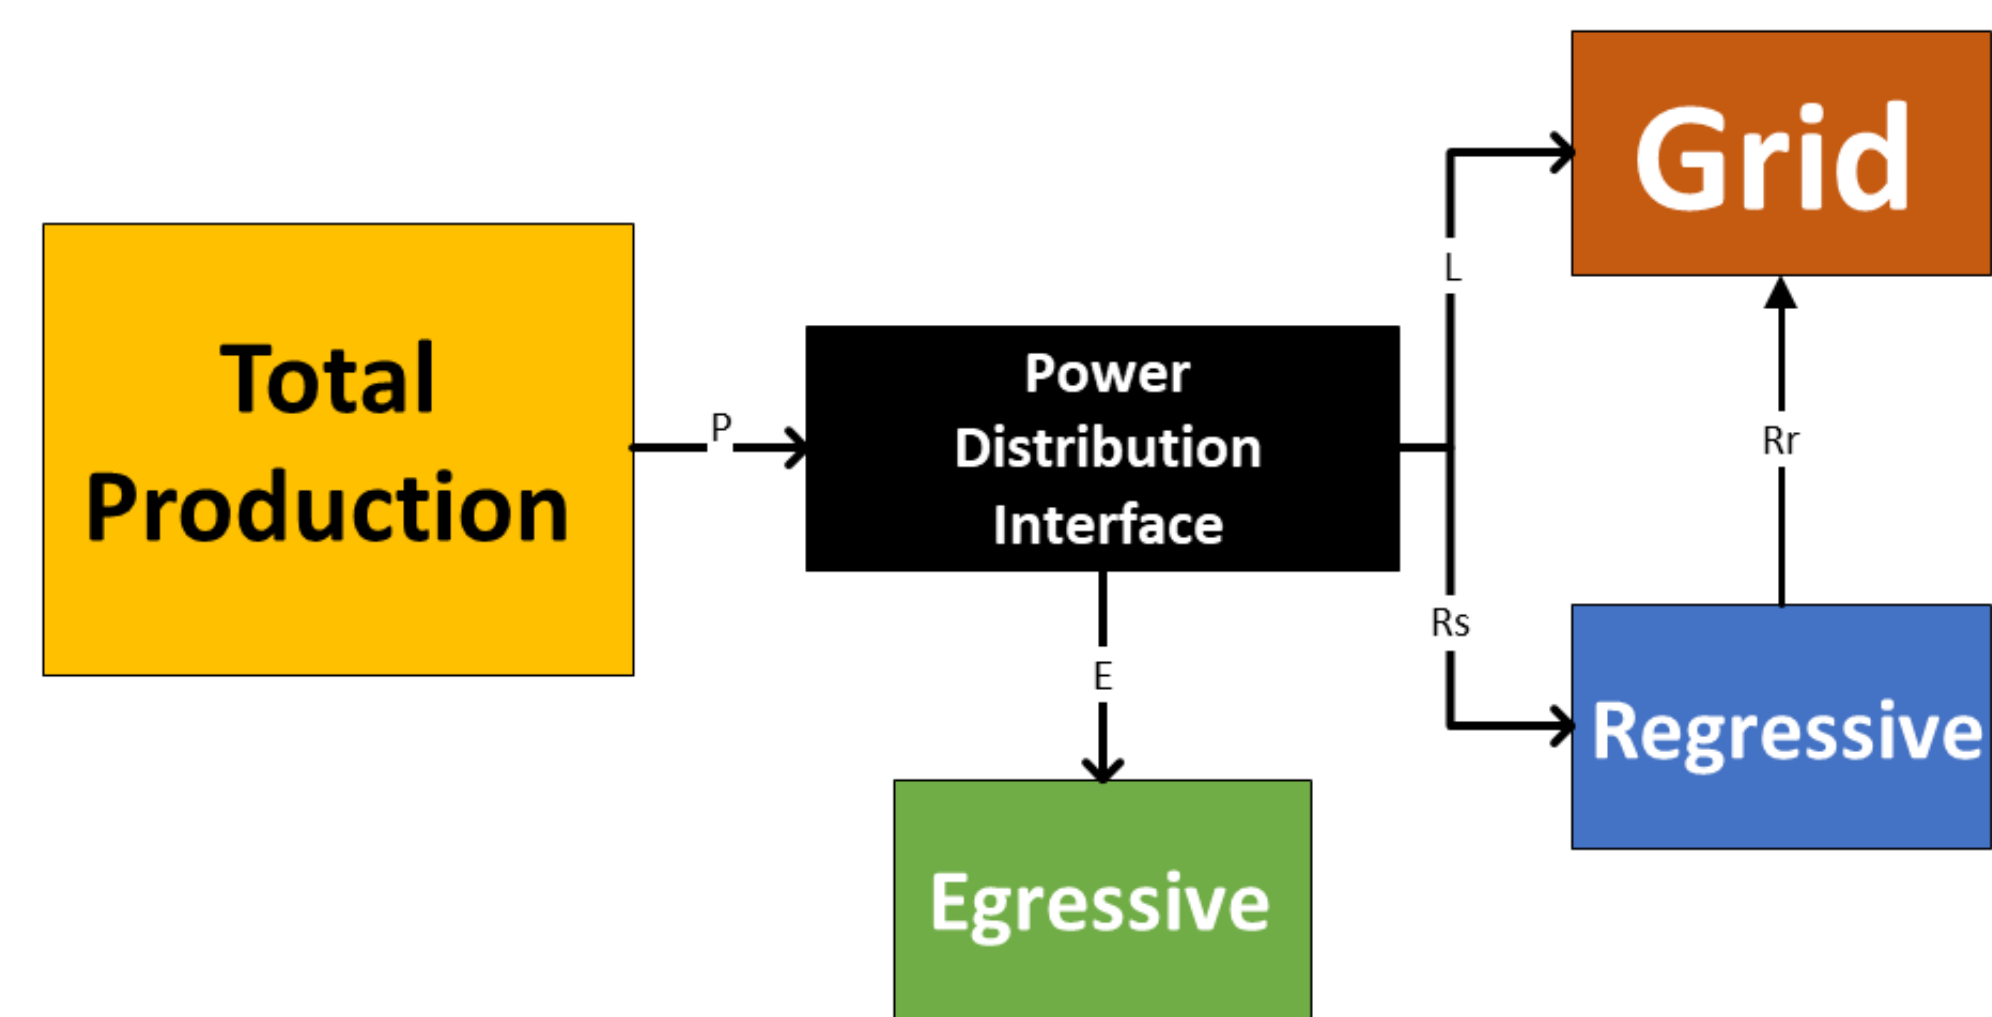 Total
Production
P
Power
Distribution
Interface
L
Rs
E
Grid
Rr
Regressive
Egressive